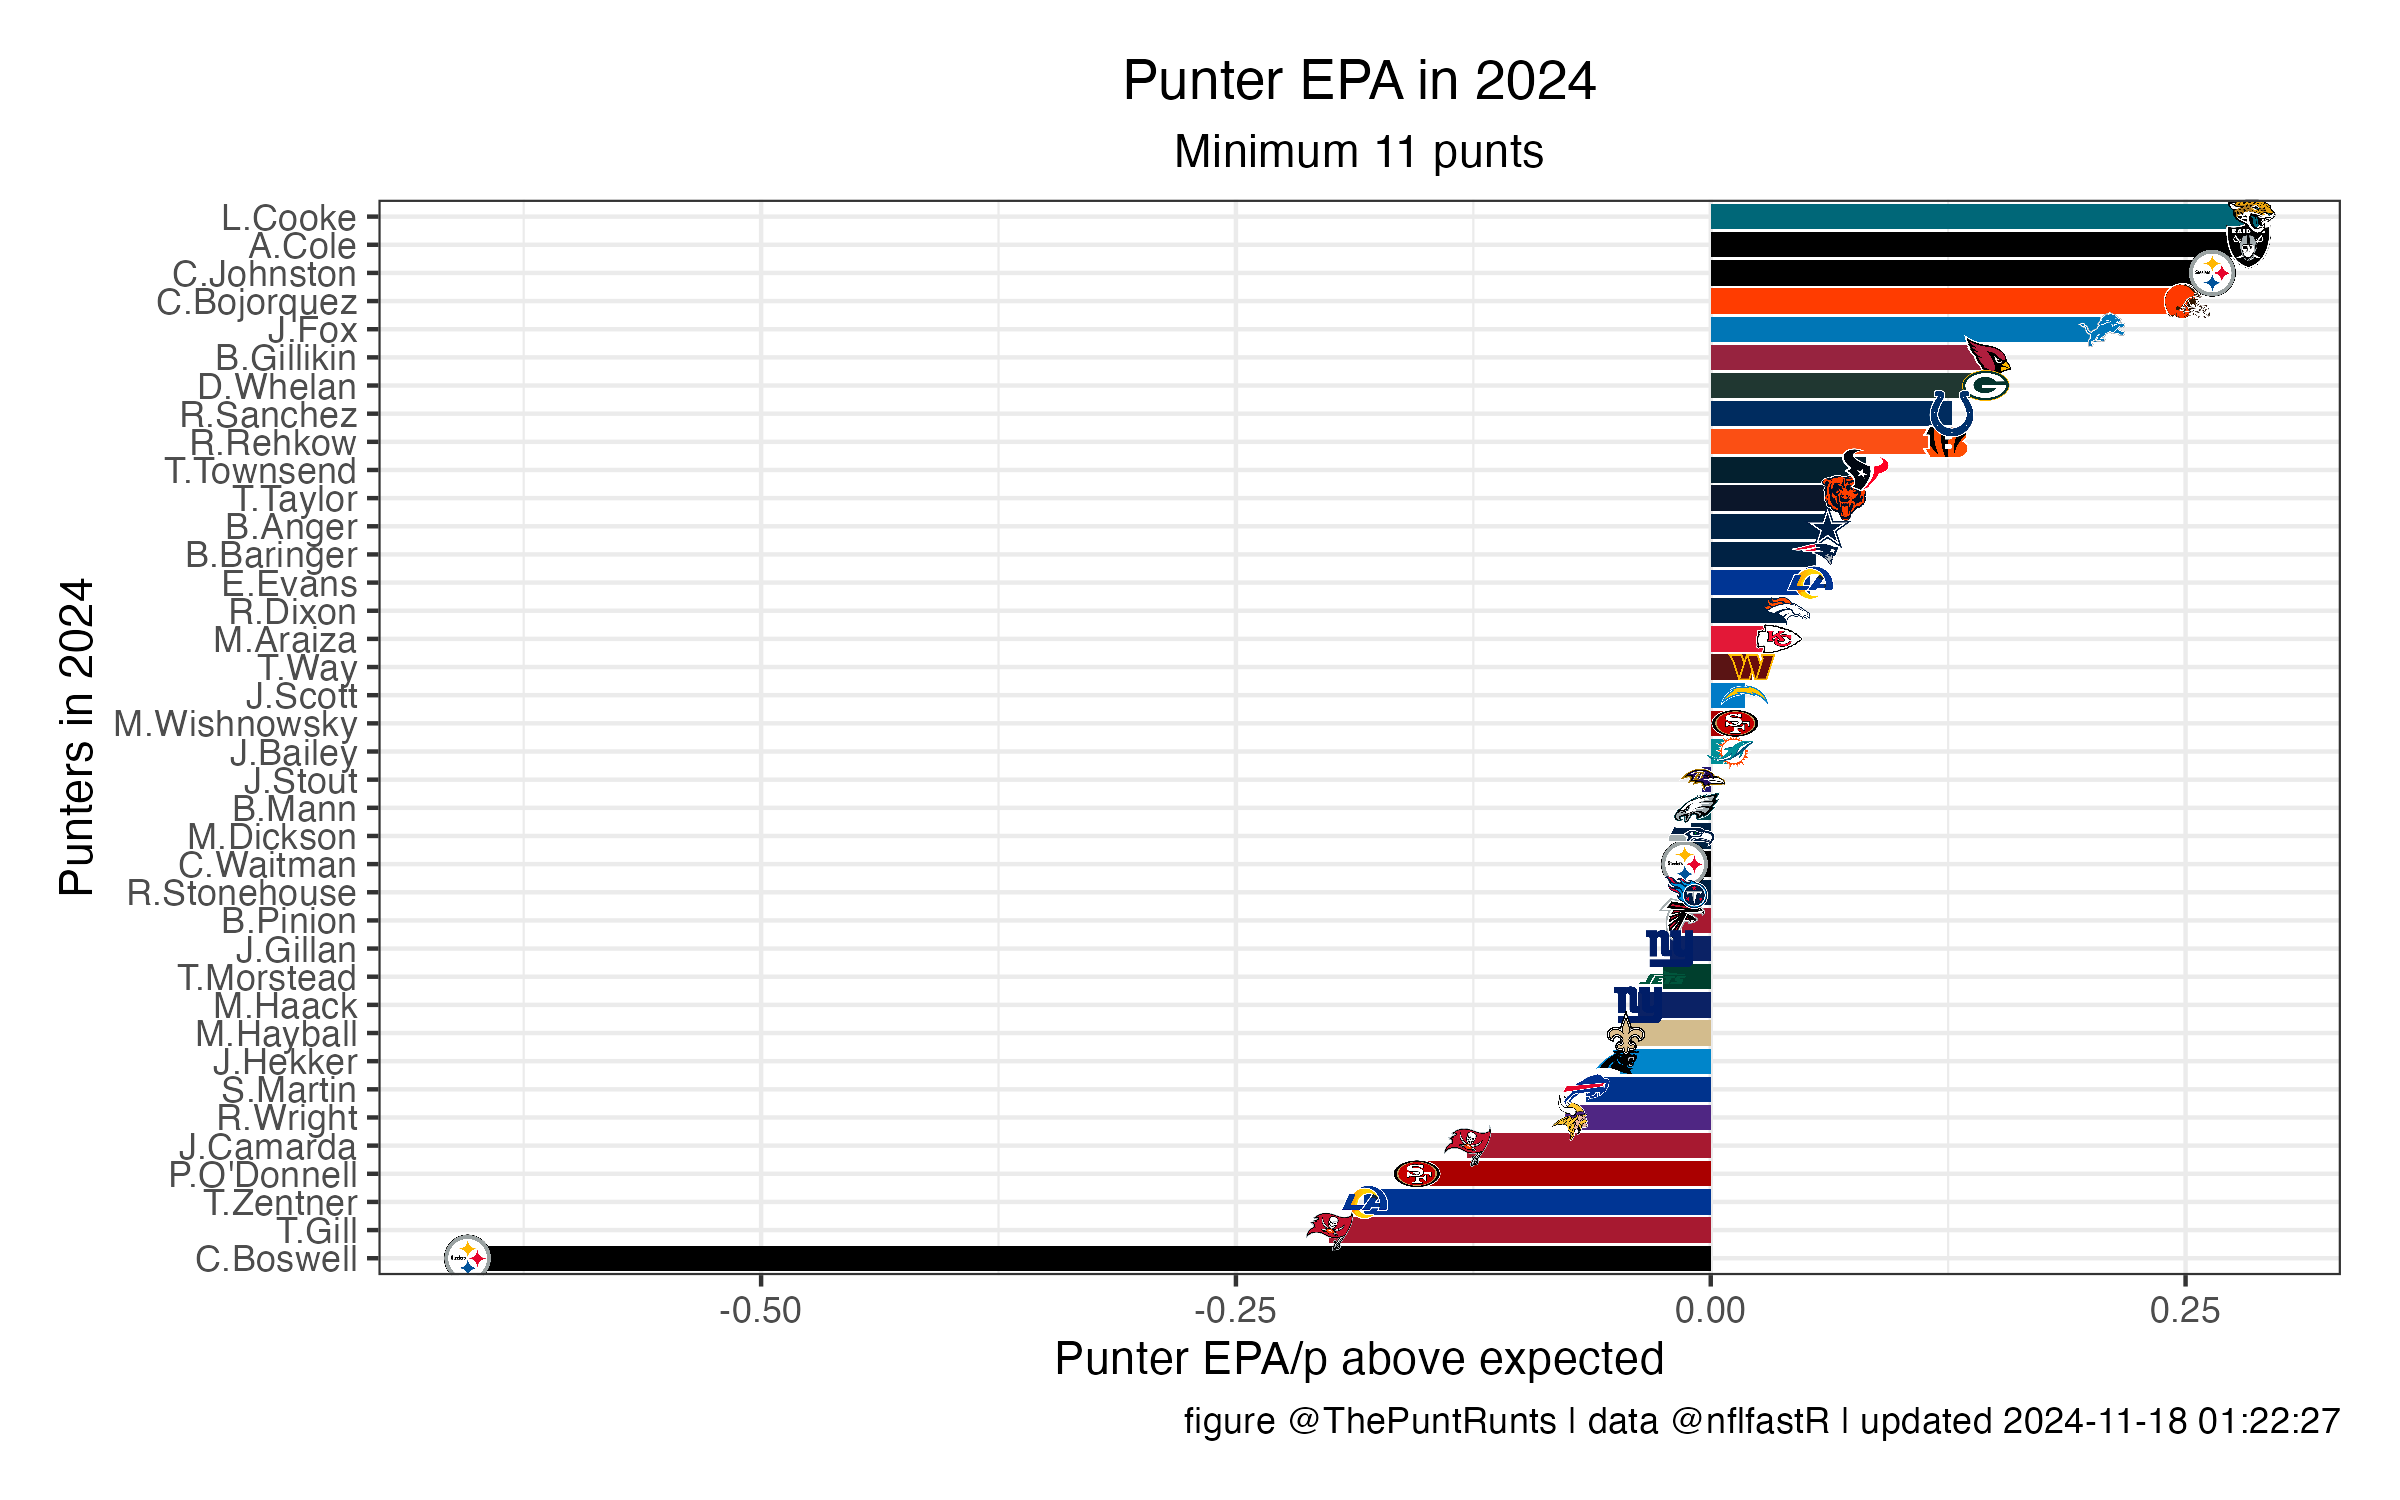 Punter EPA in 2024
Minimum 11 punts
L.Cooke
A.Cole
C.Johnston
C.Bojorquez
J.Fox
B.Gillikin
D.Whelan
R.Sanchez
R.Rehkow
T.Townsend
T.Taylor
B.Anger
B.Baringer
E.Evans
R.Dixon
M.Araiza
T.Way
J.Scott
M.Wishnowsky
J.Bailey
J.Stout
B.Mann
M.Dickson
C.Waitman
R.Stonehouse
B.Pinion
J.Gillan
T.Morstead
M.Haack
M.Hayball
J.Hekker
S.Martin
R.Wright
J.Camarda
P.O'Donnell
T.Zentner
T.Gill
C.Boswell
Punters in 2024
-0.50 -0.25 0.00 0.25
Punter EPA/p above expected
figure @ThePuntRunts | data @nflfastR | updated 2024-11-18 01:22:27